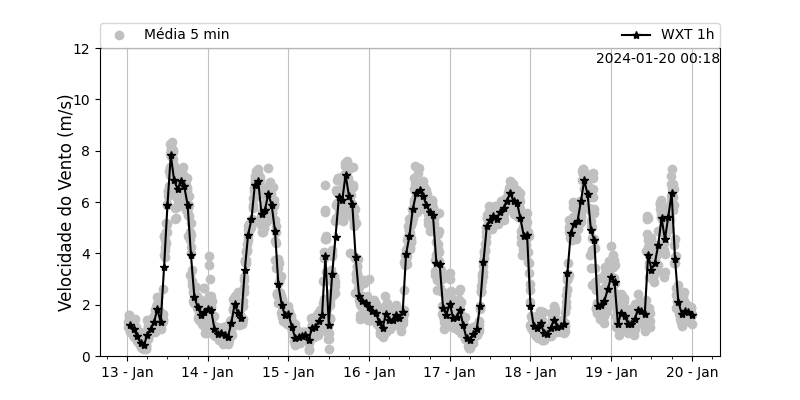 Média 5 min
WXT 1h
2024-01-20 00:18
Velocidade do Vento (m/s)
12
10
8
6
4
2
0
13 - Jan
14 - Jan
15 - Jan
16 - Jan
17 - Jan
18 - Jan
19 - Jan
20 - Jan